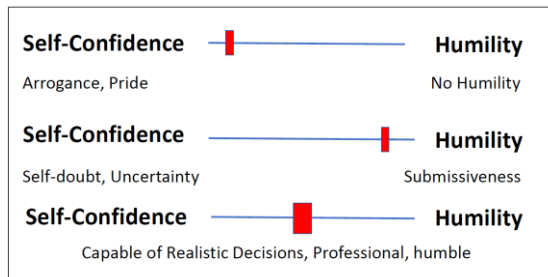 Self-Confidence Humility
Arrogance, Pride No Humility
Self-Confidence Humility
Self-doubt, Uncertainty Submissiveness
Self-Confidence Humility
Capable of Realistic Decisions, Professional, humble